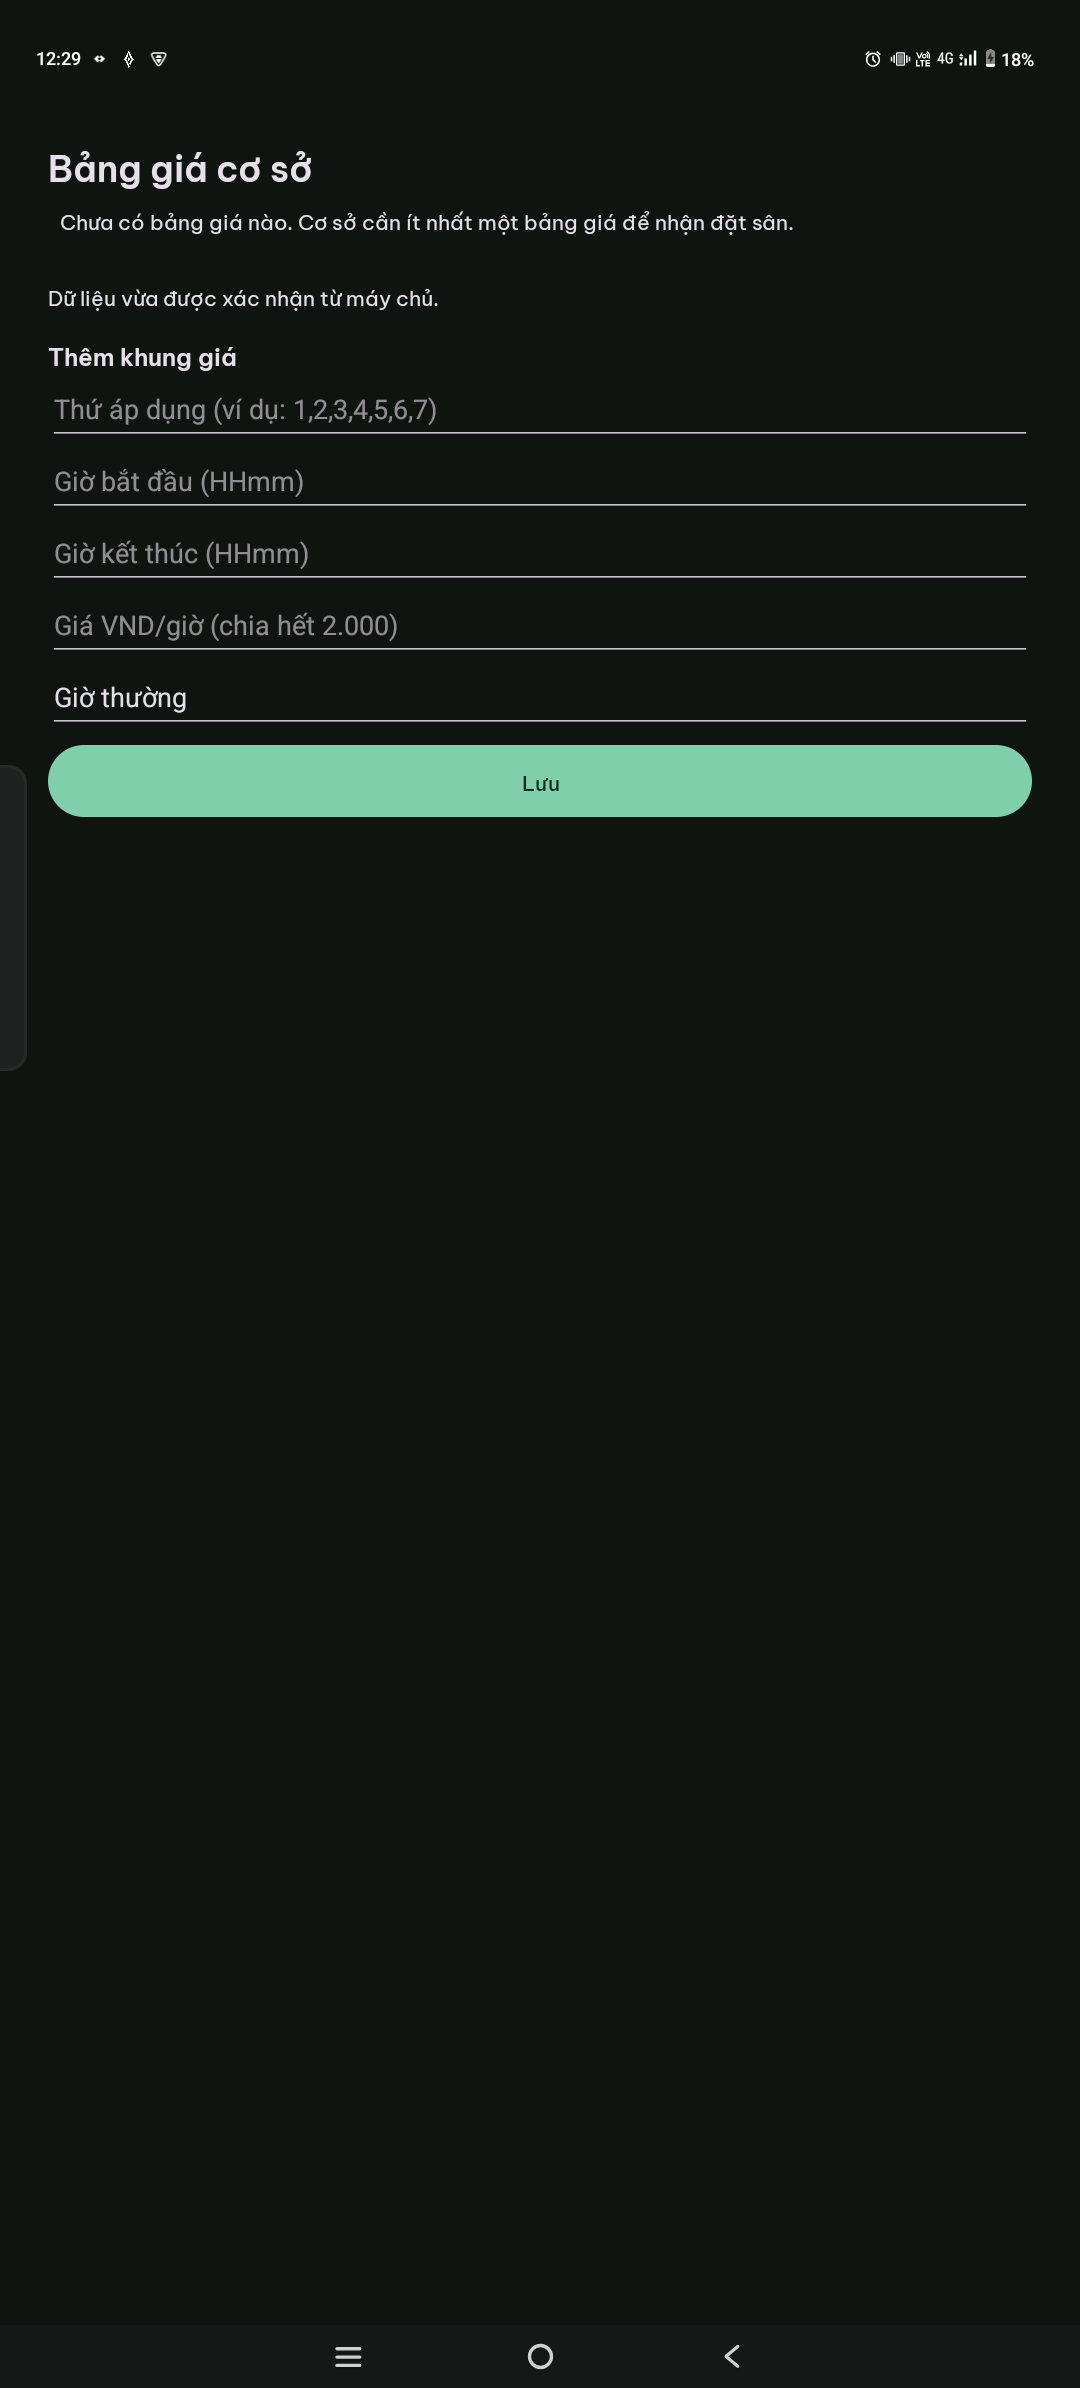 12:29
4G 18%
Bảng giá cơ sở
Chưa có bảng giá nào. Cơ sở cần ít nhất một bảng giá để nhận đặt sân.
Dữ liệu vừa được xác nhận từ máy chủ.
Thêm khung giá
Thứ áp dụng (ví dụ: 1,2,3,4,5,6,7)
Giờ bắt đầu (HHmm)
Giờ kết thúc (HHmm)
Giá VND/giờ (chia hết 2.000)
Giờ thường
Lưu